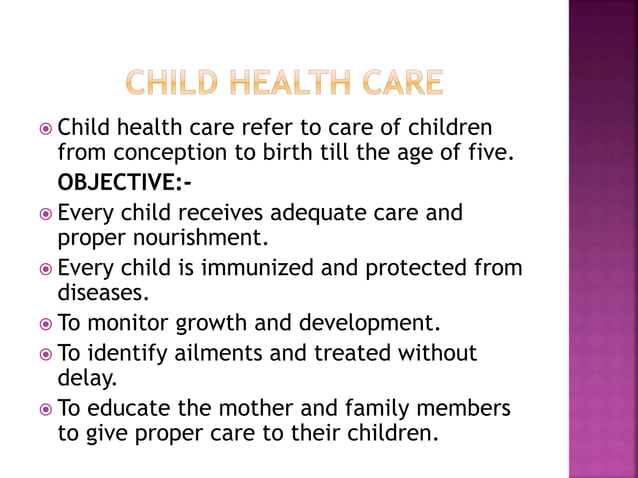 CHILD HEALTH CARE
Child health care refer to care of children
from conception to birth till the age of five.
OBJECTIVE:-
Every child receives adequate care and
proper nourishment.
Every child is immunized and protected from
diseases.
To monitor growth and development.
To identify ailments and treated without
delay.
To educate the mother and family members
to give proper care to their children.